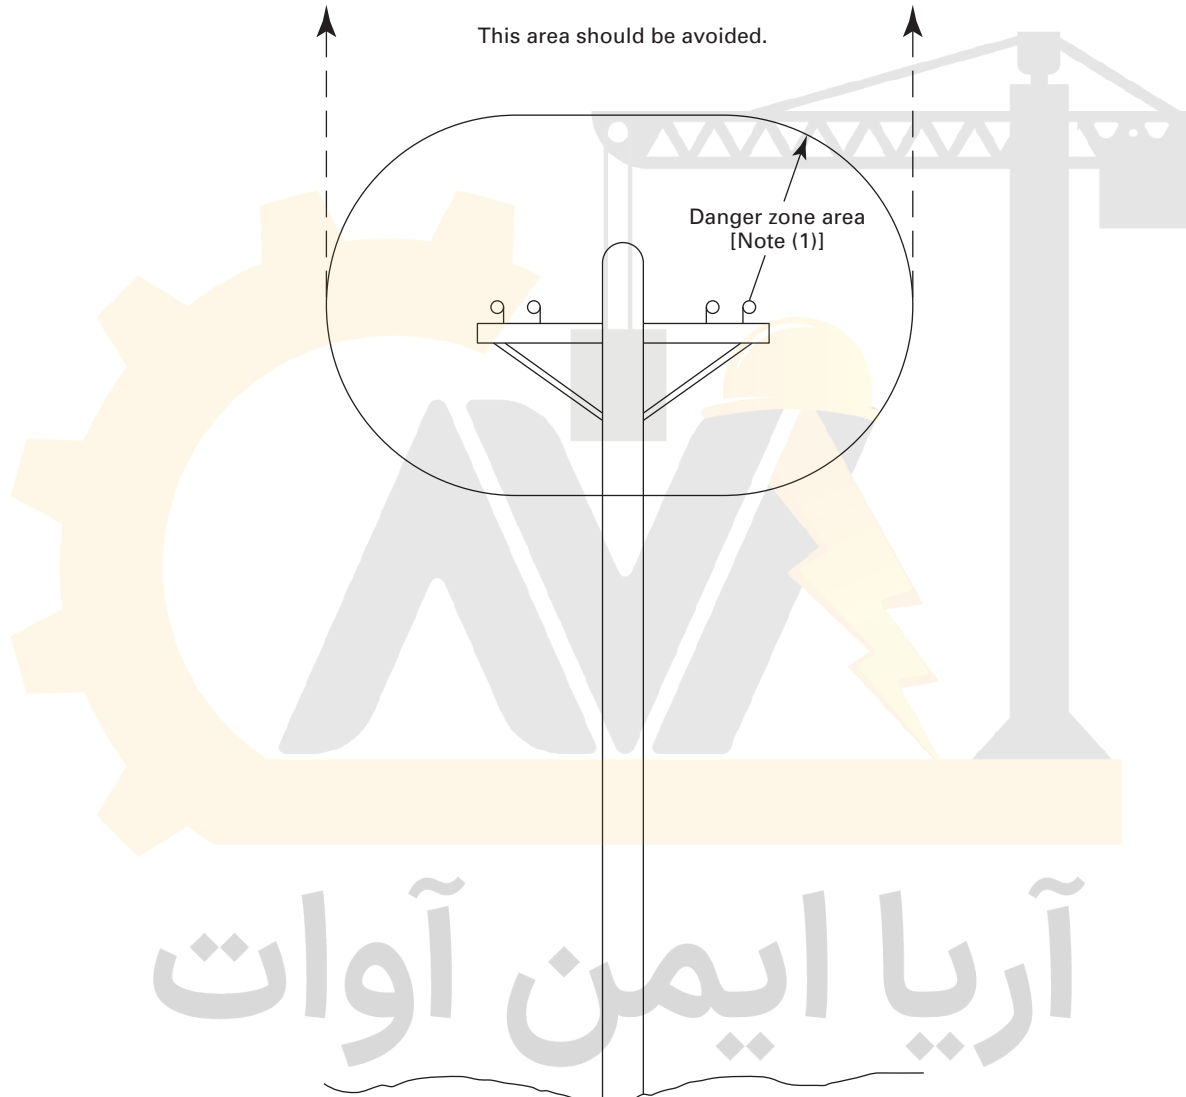 This area should be avoided.
Danger zone area
[Note (1)]
آریا ایمن آوات